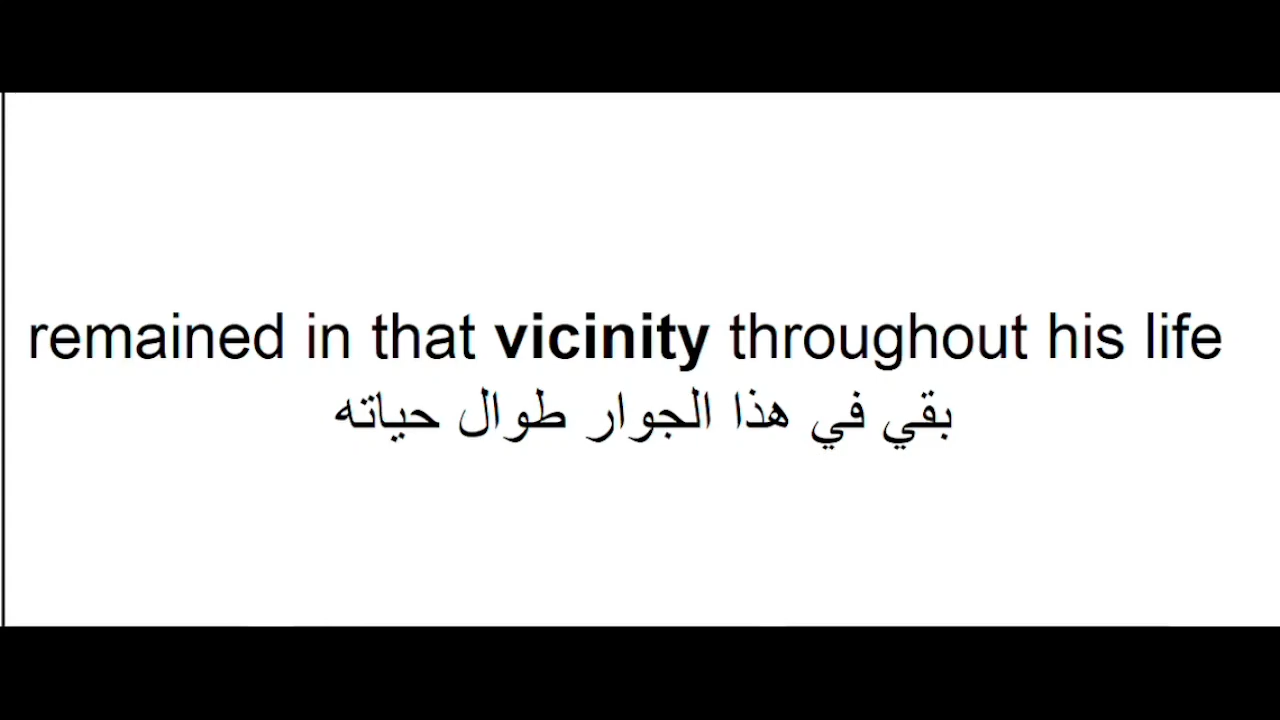 remained in that vicinity throughout his life
بقي في هذا الجوار طوال حياته